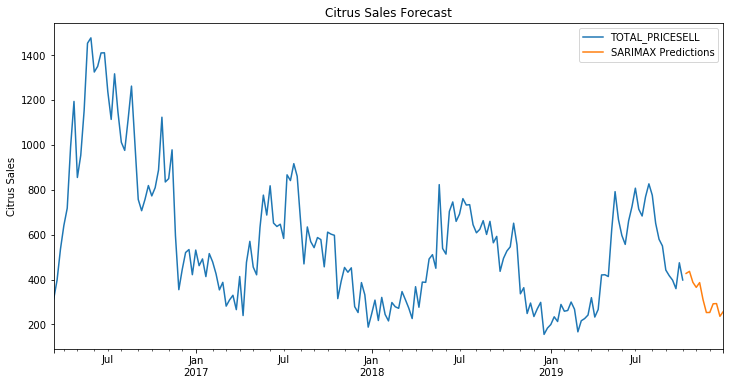 Citrus Sales Forecast
TOTAL_PRICESELL
SARIMAX Predictions
Citrus Sales
1400
1200
1000
800
600
400
200
Jul
Jan
2017
Jul
Jan
2018
Jul
Jan
2019
Jul